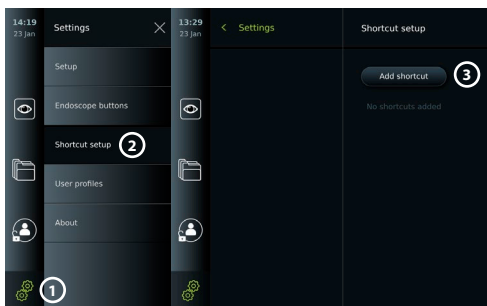 14:19
23 Jan
Settings
Setup
Endoscope buttons
Shortcut setup
2
User profiles
About
1
13:29
23 Jan
< Settings
Shortcut setup
Add shortcut
3
No shortcuts added